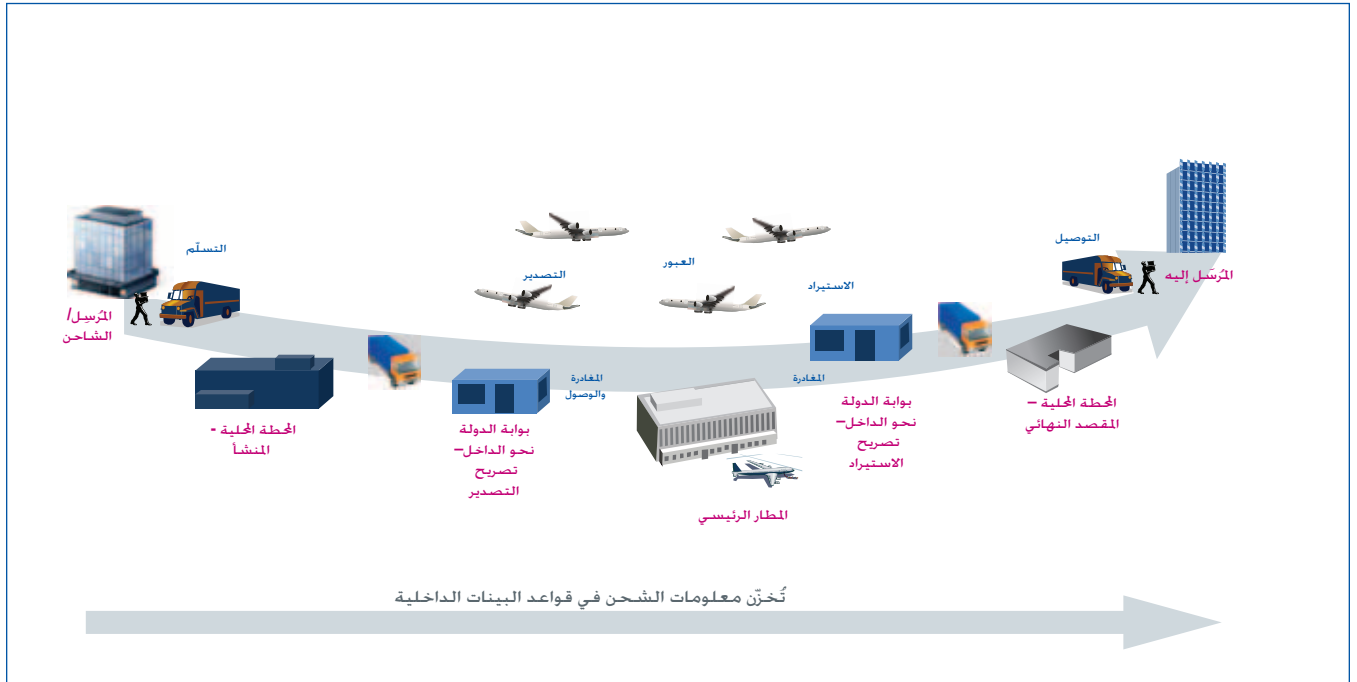 التسلّم
المُرسِل/
الشاحن
المحطة المحلية -
المنشأ
التصدير
بوابة الدولة
نحو الداخل–
تصريح
التصدير
المغادرة
والوصول
العبور
المطار الرئيسي
المغادرة
الاستيراد
بوابة الدولة
نحو الداخل–
تصريح
الاستيراد
المحطة المحلية –
المقصد النهائي
التوصيل
المُرسَل إليه
تُخزّن معلومات الشحن في قواعد البينات الداخلية